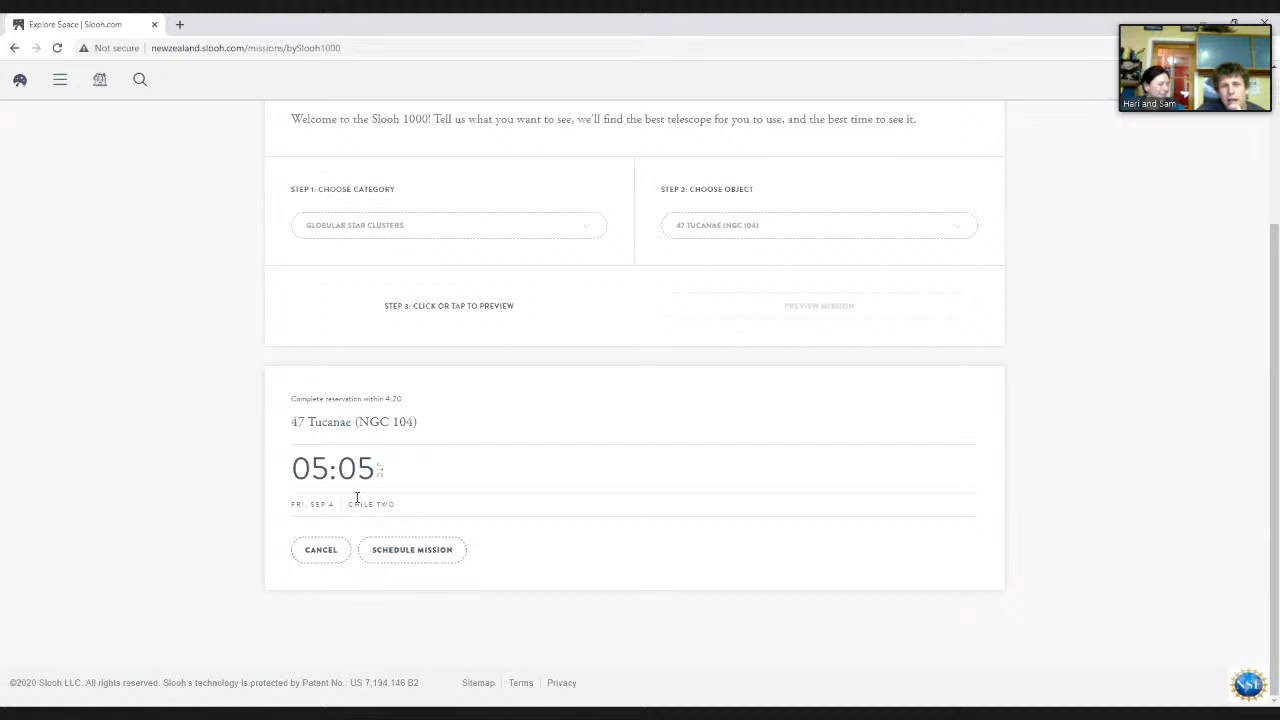 Explore Space | Slooh.com
Not secure
newzealand.slooh.com/missions/bySlooh1000
Hari and Sam
Welcome to the Slooh 1000! Tell us what you want to see, we'll find the best telescope for you to use, and the best time to see it.
STEP 1: CHOOSE CATEGORY
STEP 2: CHOOSE OBJECT
GLOBULAR STAR CLUSTERS
47 TUCANAE (NGC 104)
STEP 3: CLICK OR TAP TO PREVIEW
PREVIEW MISSION
Complete reservation within 4:20
47 Tucanae (NGC 104)
05:05
FRI, SEP 4
CHILE TWO
CANCEL
SCHEDULE MISSION
©2020 Slooh LLC. All rights reserved. Slooh's technology is protected by Patent No.: US 7,194,146 B2
Sitemap
Terms
Privacy
NSF